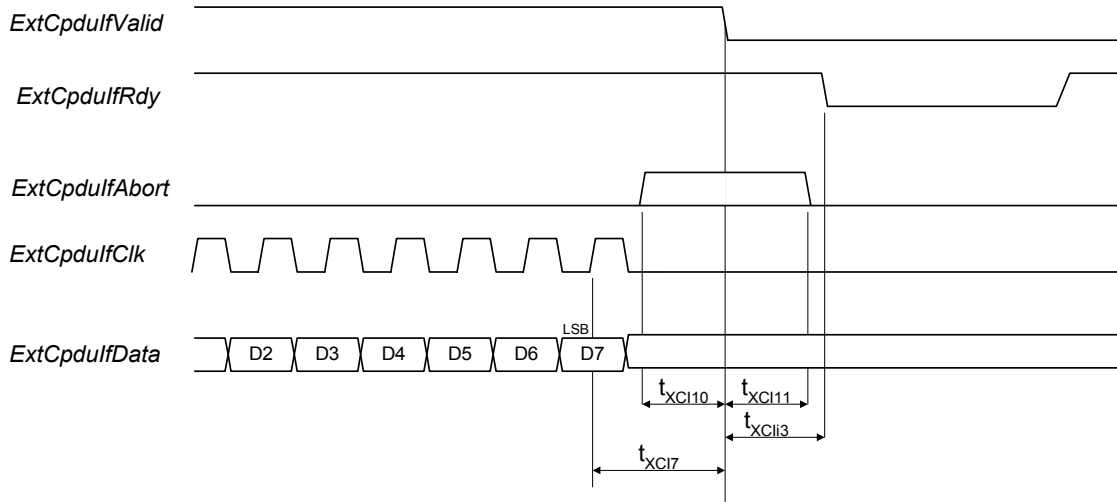 ExtCpduIfValid
ExtCpduIfRdy
ExtCpduIfAbort
ExtCpduIfClk
LSB
ExtCpduIfData D2 D3 D4 D5 D6 D7
tXCI10 tXCI11
tXCIi3
tXCI7